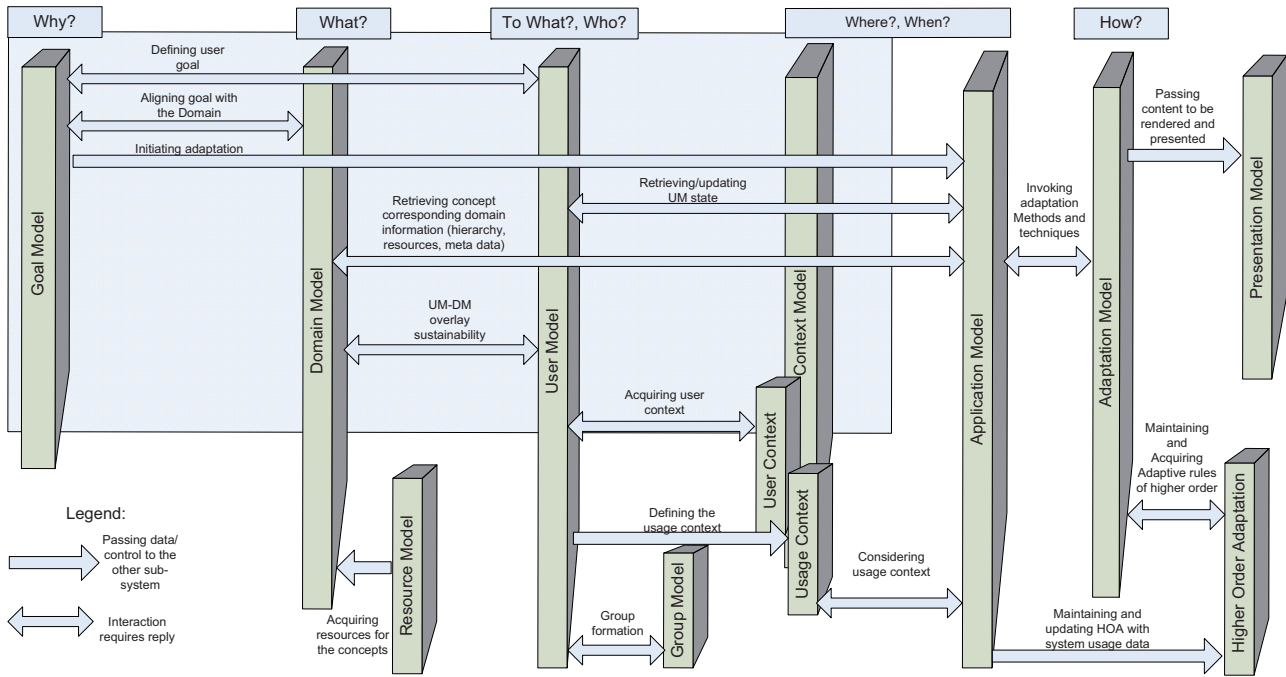 Why?
What?
To What?, Who?
Where?, When?
How?
Defining user
goal
Aligning goal with
the Domain
Initiating adaptation
Retrieving/updating
UM state
Retrieving concept
corresponding domain
information (hierarchy,
resources, meta data)
UM-DM
overlay
sustainability
Acquiring user
context
Passing
content to be
rendered and
presented
Invoking
adaptation
Methods and
techniques
Maintaining
and
Acquiring
Adaptive rules
of higher order
Defining the
usage context
Considering
usage context
Group
formation
Maintaining and
updating HOA with
system usage data
Acquiring
resources for
the concepts
Goal Model
Domain Model
Resource Model
User Model
Group Model
Context Model
User Context
Usage Context
Application Model
Adaptation Model
Presentation Model
Higher Order Adaptation
Legend:
Passing data/
control to the
other sub-
system
Interaction
requires reply